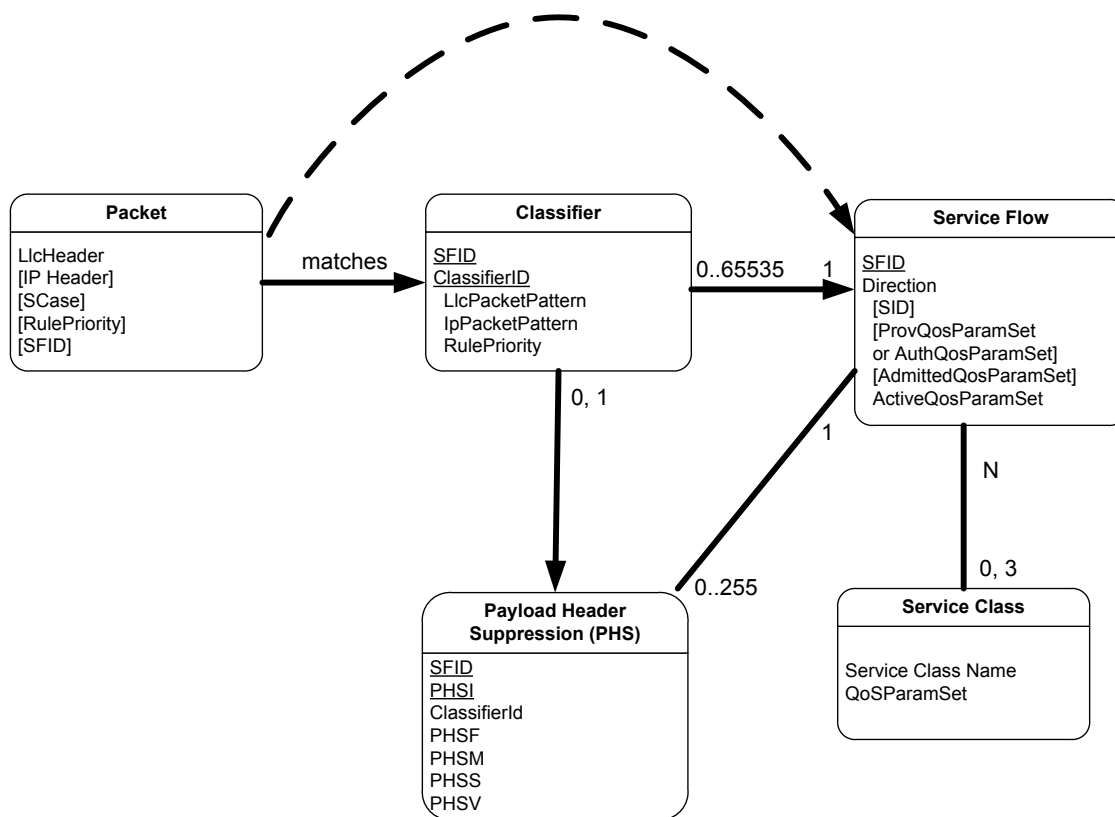 Packet
LlcHeader
[IP Header]
[SCase]
[RulePriority]
[SFID]
matches
Classifier
SFID
ClassifierID
LlcPacketPattern
IpPacketPattern
RulePriority
0..65535
1
Service Flow
SFID
Direction
[SID]
[ProvQosParamSet
or AuthQosParamSet]
[AdmittedQosParamSet]
ActiveQosParamSet
0, 1
1
N
0..255
0, 3
Payload Header
Suppression (PHS)
SFID
PHSI
ClassifierId
PHSF
PHSM
PHSS
PHSV
Service Class
Service Class Name
QoSParamSet